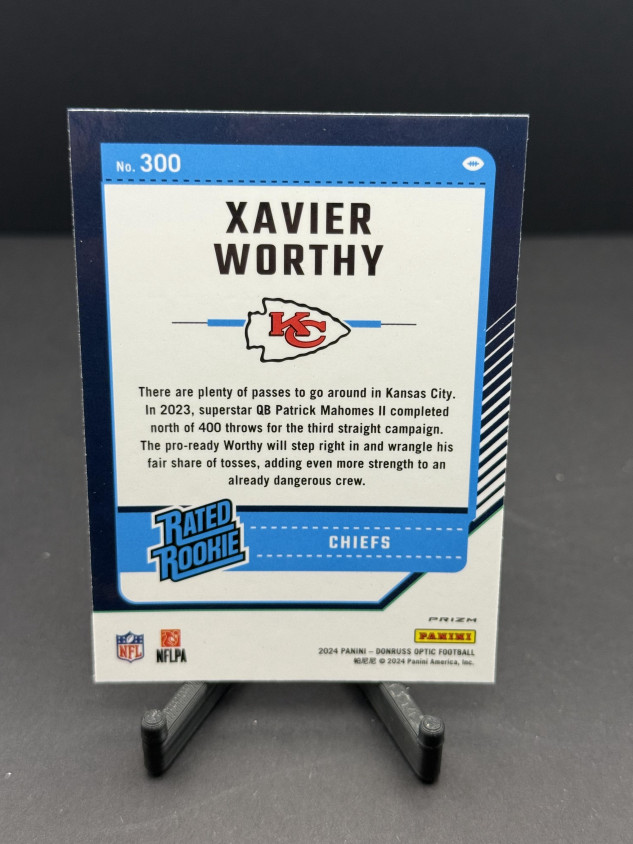 No. 300
XAVIER
WORTHY
KC
There are plenty of passes to go around in Kansas City.
In 2023, superstar QB Patrick Mahomes II completed
north of 400 throws for the third straight campaign.
The pro-ready Worthy will step right in and wrangle his
fair share of tosses, adding even more strength to an
already dangerous crew.
RATED
ROOKIE
CHIEFS
PRIZM
PANINI
NFL
NFLPA
2024 PANINI – DONRUSS OPTIC FOOTBALL
帕尼尼 © 2024 Panini America, Inc.